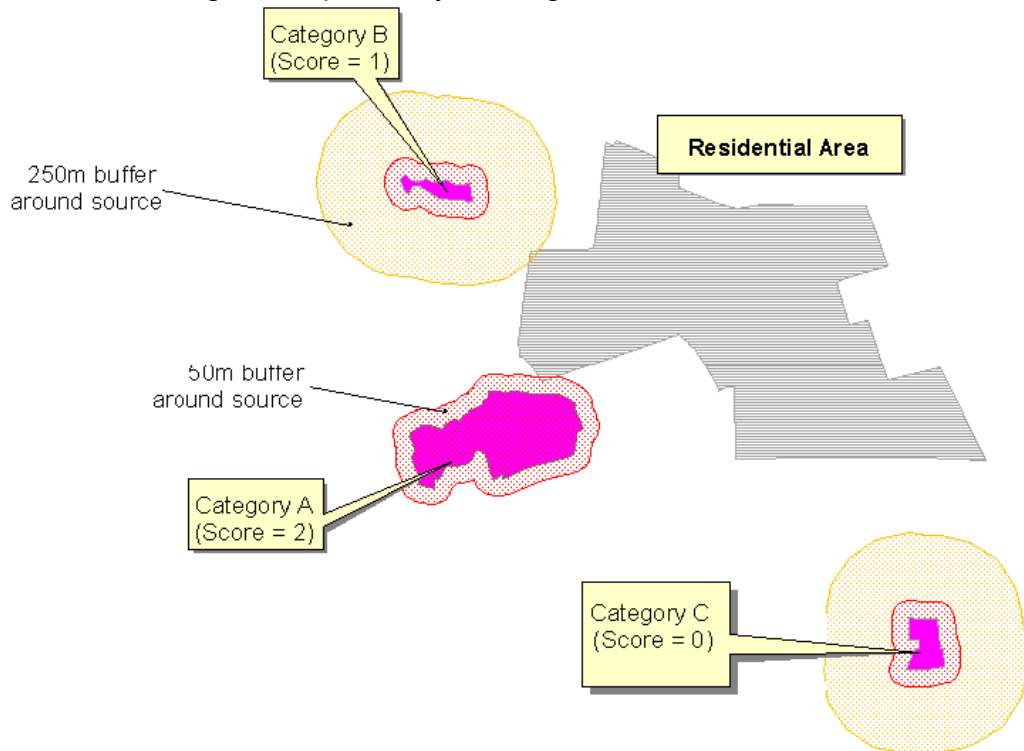 Category B
(Score = 1)
Residential Area
250m buffer
around source
50m buffer
around source
Category A
(Score = 2)
Category C
(Score = 0)